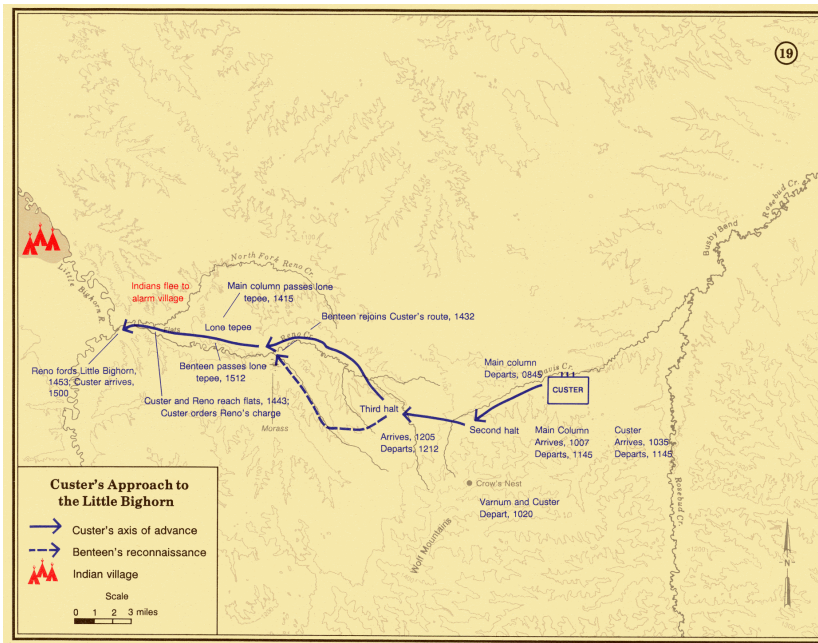 19
Rosebud Cr.
Busby Bend
Little Bighorn R.
North Fork Reno Cr.
Indians flee to
alarm village
Main column passes lone
tepee, 1415
Benteen rejoins Custer's route, 1432
Flats
Lone tepee
Reno Cr.
Reno fords Little Bighorn,
1453; Custer arrives,
1500
Benteen passes lone
tepee, 1512
Custer and Reno reach flats, 1443;
Custer orders Reno's charge
Morass
Main column
Departs, 0845
Davis Cr.
CUSTER
Third halt
Arrives, 1205
Departs, 1212
Second halt
Main Column
Arrives, 1007
Departs, 1145
Custer
Arrives, 1035
Departs, 1145
Crow's Nest
Varnum and Custer
Depart, 1020
Wolf Mountains
Rosebud Cr.
N
Custer's Approach to
the Little Bighorn
Custer's axis of advance
Benteen's reconnaissance
Indian village
Scale
0 1 2 3 miles